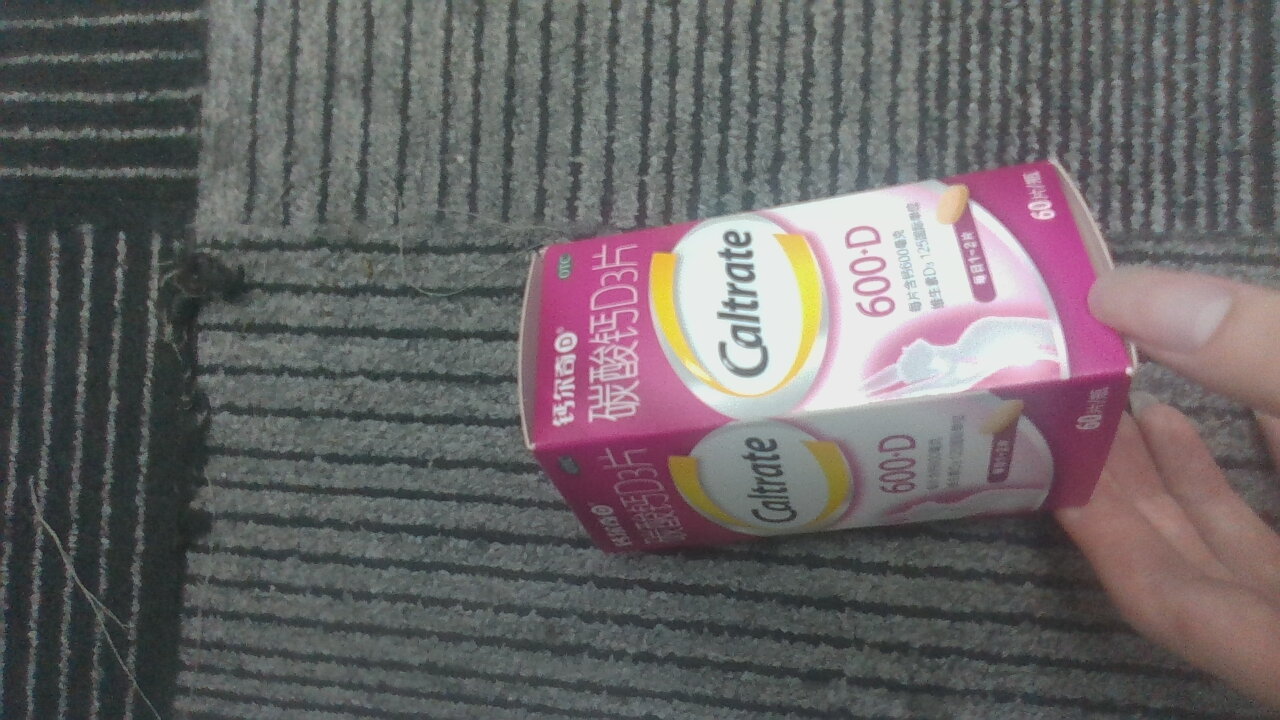 OTC
钙尔奇D®
碳酸钙D3片
Caltrate
600+D
每片含钙600毫克
维生素D3 125国际单位
每日1-2片
60片/瓶
碳酸钙D3片
Caltrate
600+D
60片/瓶